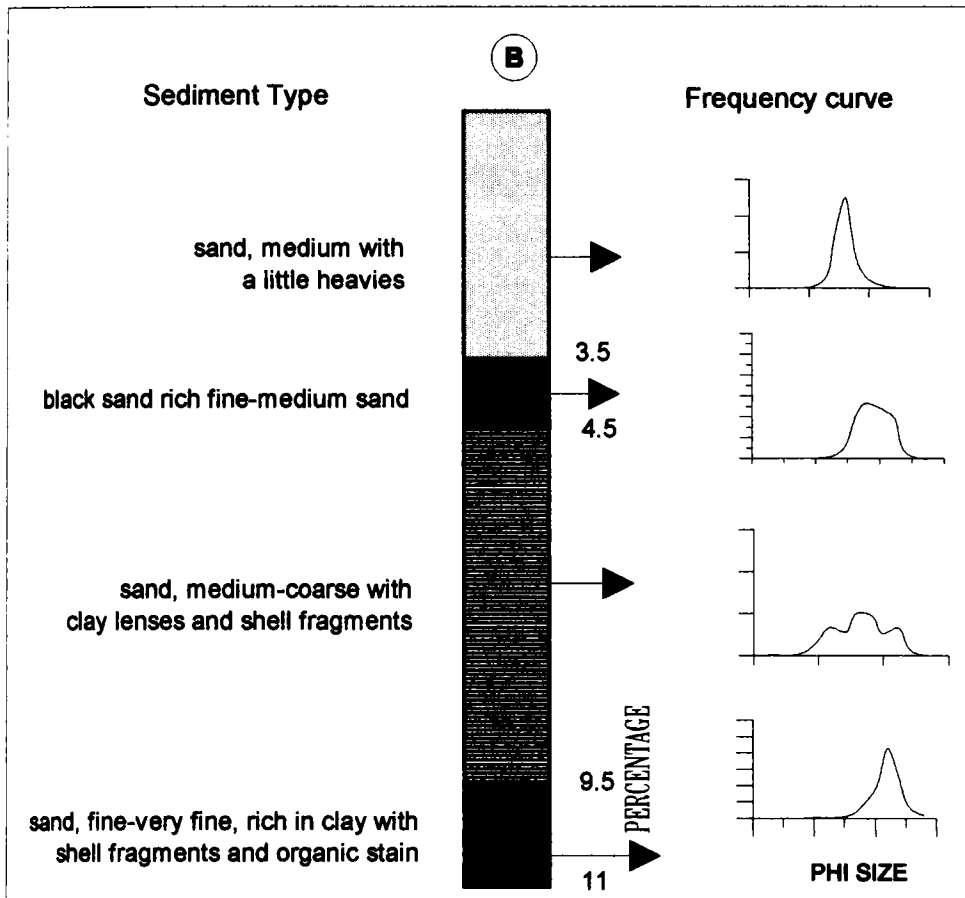 B
Sediment Type
Frequency curve
sand, medium with
a little heavies
3.5
black sand rich fine-medium sand
4.5
sand, medium-coarse with
clay lenses and shell fragments
9.5
PERCENTAGE
sand, fine-very fine, rich in clay with
shell fragments and organic stain
11
PHI SIZE